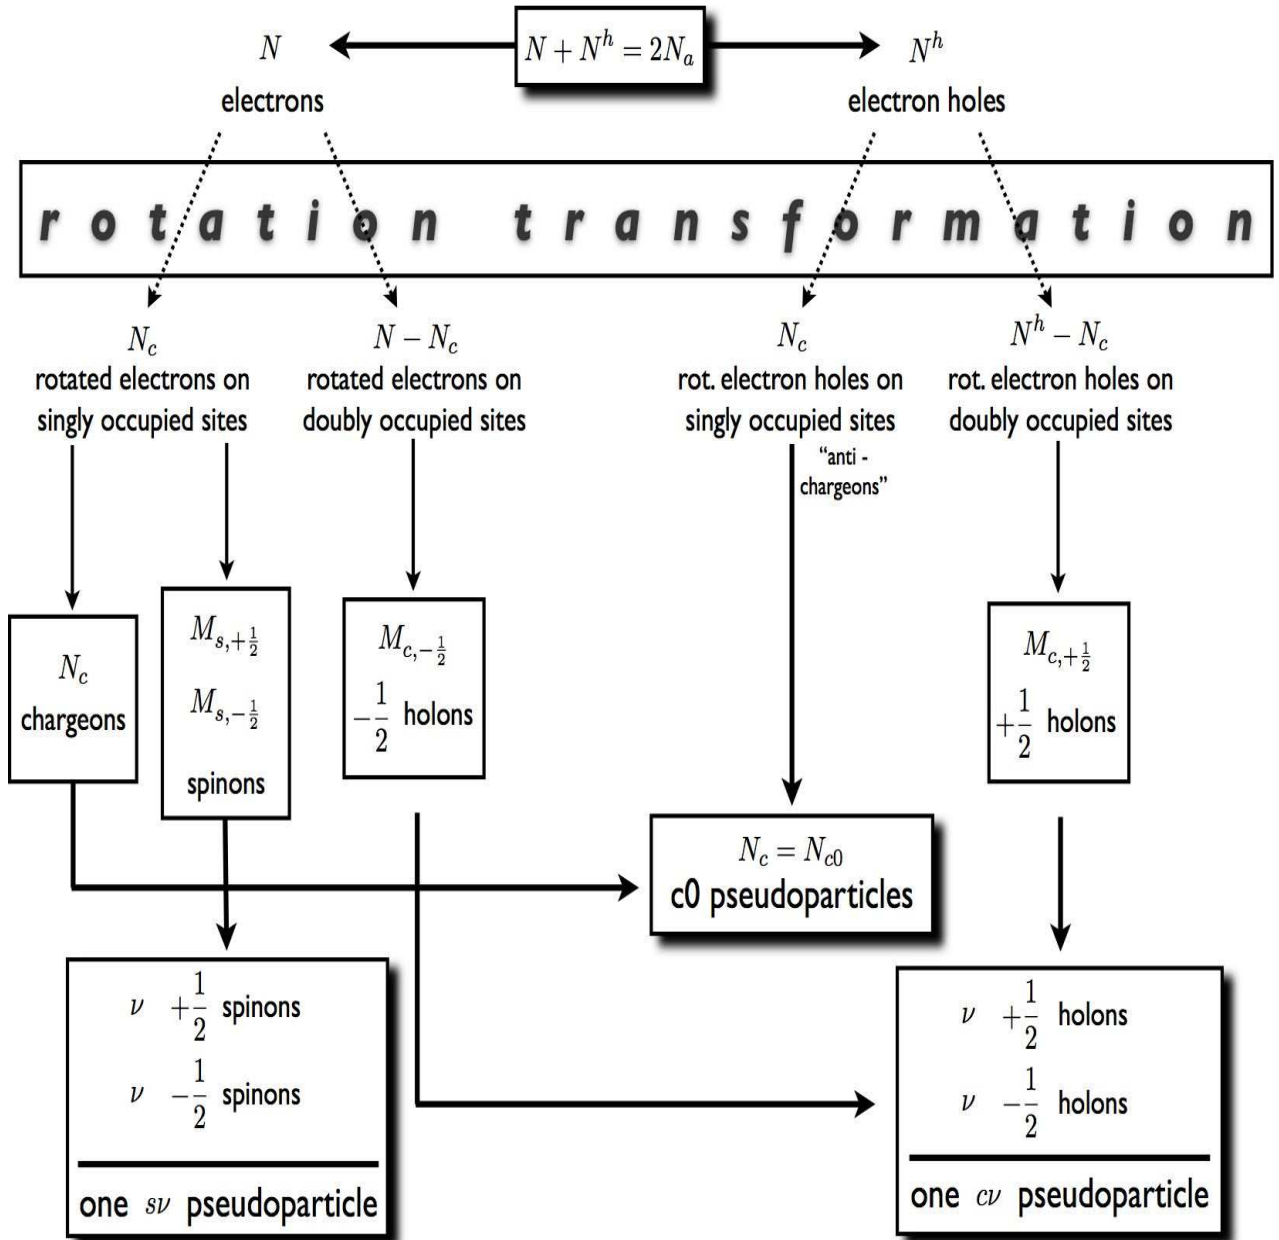 N
N + N^h = 2N_a
N^h
electrons
electron holes
rotation transformation
N_c
rotated electrons on
singly occupied sites
N − N_c
rotated electrons on
doubly occupied sites
N_c
rot. electron holes on
singly occupied sites
N^h − N_c
rot. electron holes on
doubly occupied sites
“anti -
chargeons”
N_c
chargeons
M_{s,+1/2}
M_{s,−1/2}
spinons
M_{c,−1/2}
−1/2 holons
M_{c,+1/2}
+1/2 holons
N_c = N_{c0}
c0 pseudoparticles
ν +1/2 spinons
ν −1/2 spinons
one sν pseudoparticle
ν +1/2 holons
ν −1/2 holons
one cν pseudoparticle